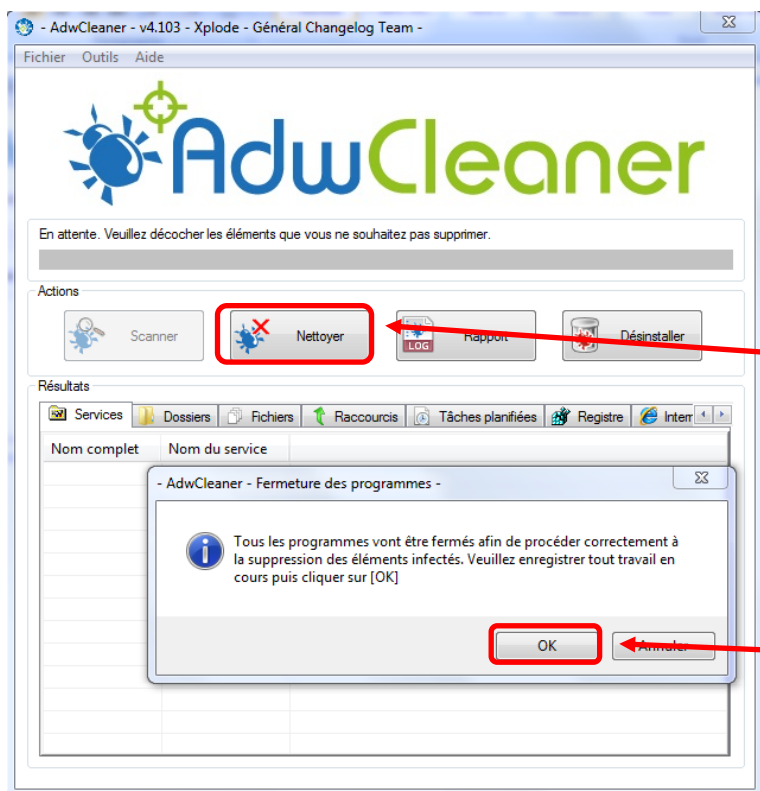 - AdwCleaner - v4.103 - Xplode - Général Changelog Team -
Fichier Outils Aide
AdwCleaner
En attente. Veuillez décocher les éléments que vous ne souhaitez pas supprimer.
Actions
Scanner Nettoyer LOG Rapport Désinstaller
Résultats
Services Dossiers Fichiers Raccourcis Tâches planifiées Registre Intern
Nom complet Nom du service
- AdwCleaner - Fermeture des programmes -
Tous les programmes vont être fermés afin de procéder correctement à
la suppression des éléments infectés. Veuillez enregistrer tout travail en
cours puis cliquer sur [OK]
OK Annuler